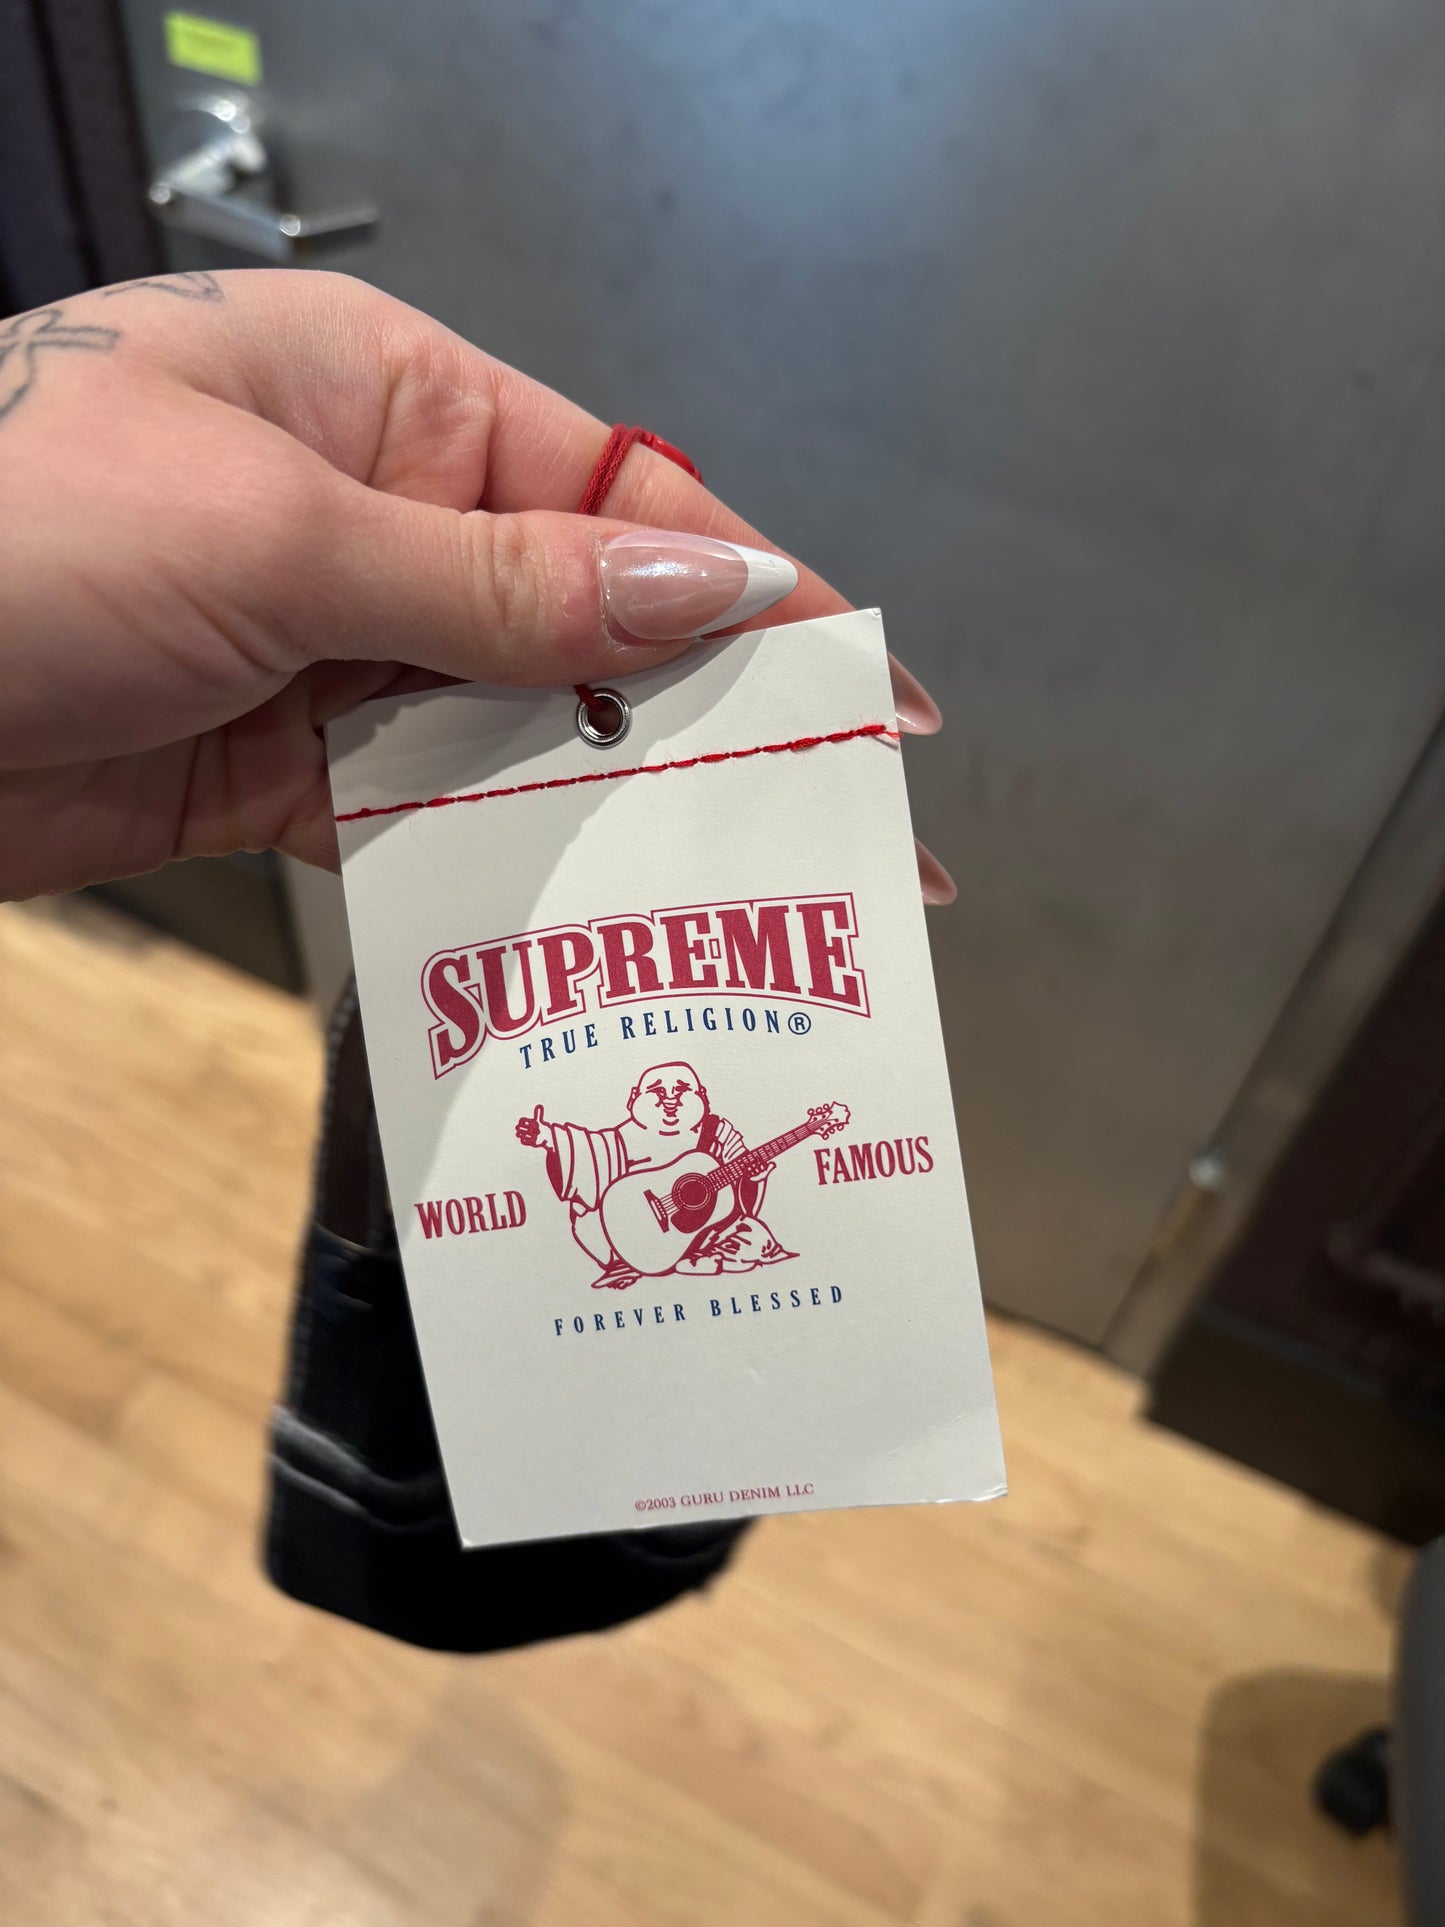 SUPREME
TRUE RELIGION®
WORLD FAMOUS
FOREVER BLESSED
©2003 GURU DENIM LLC